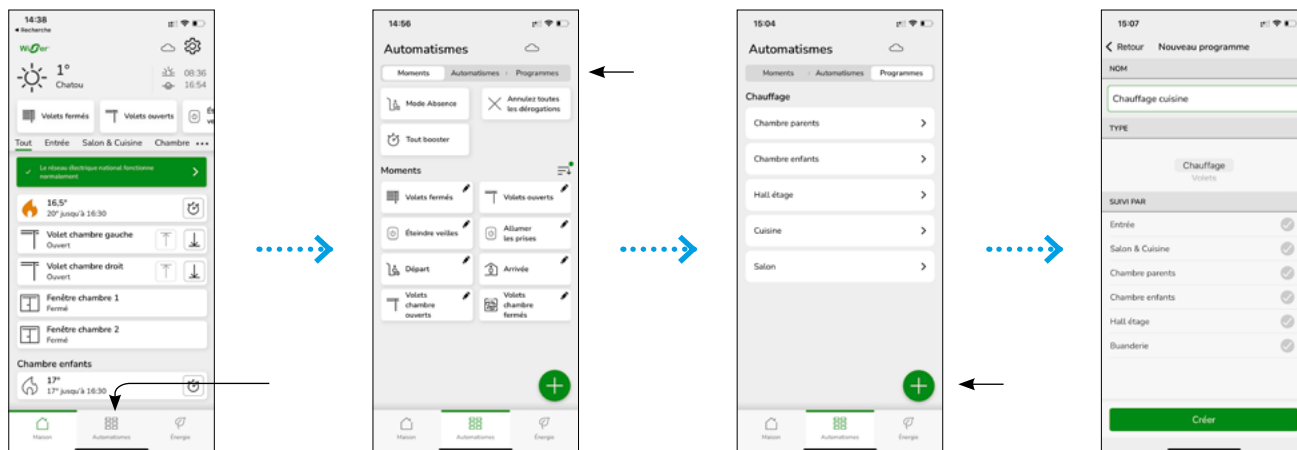 14:38
Recherche
Wiser
1°
Chatou
08:36
16:54
Volets fermés
Volets ouverts
Tout Entrée Salon & Cuisine Chambre
Le réseau électrique national fonctionne
normalement
16,5°
20° jusqu'à 16:30
Volet chambre gauche
Ouvert
Volet chambre droit
Ouvert
Fenêtre chambre 1
Fermé
Fenêtre chambre 2
Fermé
Chambre enfants
17°
17° jusqu'à 16:30
Maison Automatismes Énergie
14:56
Automatismes
Moments Automatismes Programmes
Mode Absence
Annulez toutes
les dérogations
Tout booster
Moments
Volets fermés
Volets ouverts
Éteindre veilles
Allumer
les prises
Départ
Arrivée
Volets
chambre
ouverts
Volets
chambre
fermés
Maison Automatismes Énergie
15:04
Automatismes
Moments Automatismes Programmes
Chauffage
Chambre parents
Chambre enfants
Hall étage
Cuisine
Salon
Maison Automatismes Énergie
15:07
Retour Nouveau programme
NOM
Chauffage cuisine
TYPE
Chauffage
Volets
SUIVI PAR
Entrée
Salon & Cuisine
Chambre parents
Chambre enfants
Hall étage
Buanderie
Créer